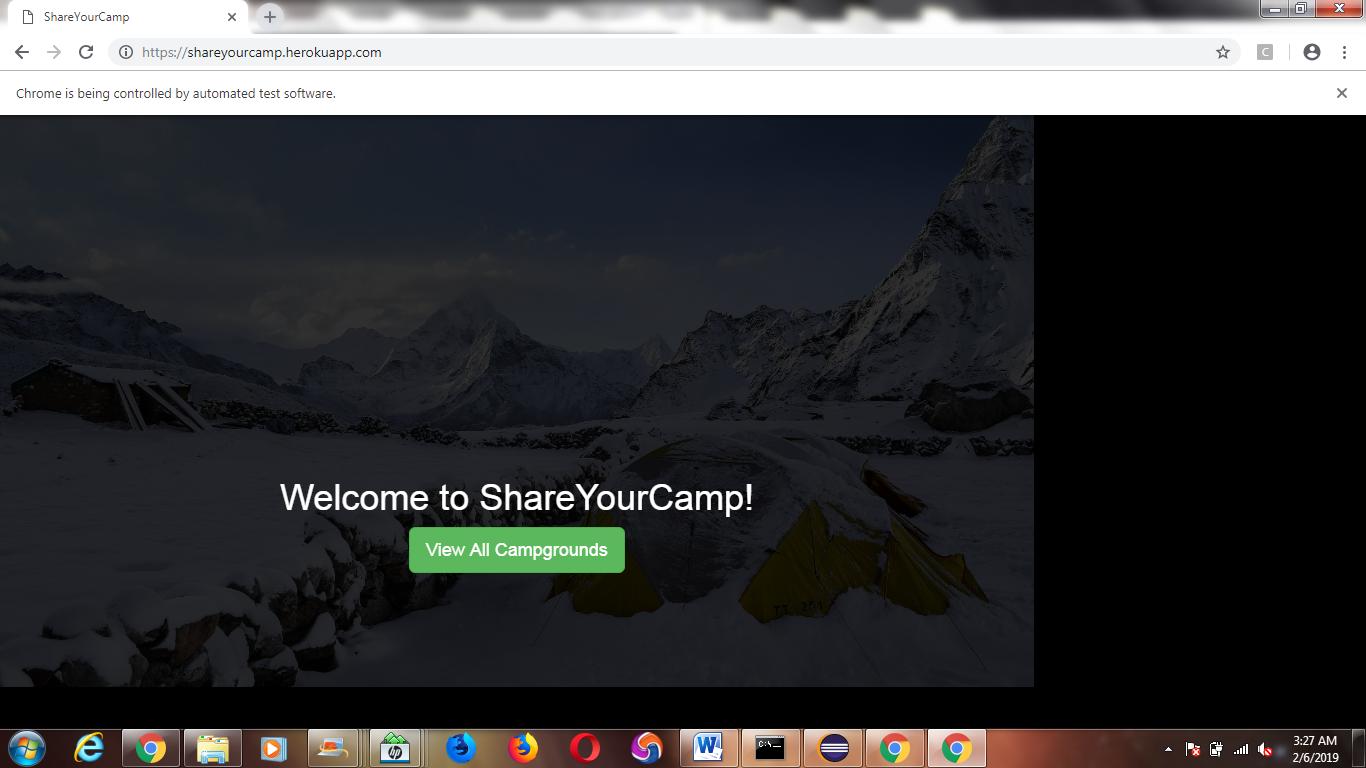 ShareYourCamp
https://shareyourcamp.herokuapp.com
C
Chrome is being controlled by automated test software.
Welcome to ShareYourCamp!
View All Campgrounds
hp
W
C:\_
3:27 AM
2/6/2019